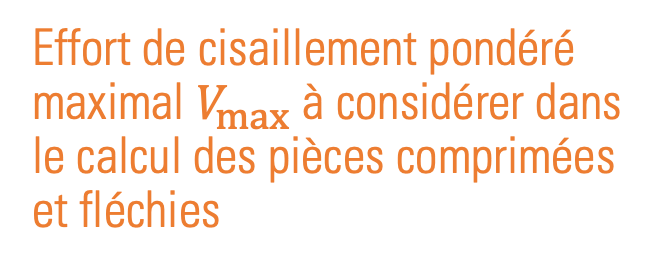 Effort de cisaillement pondéré
maximal Vmax à considérer dans
le calcul des pièces comprimées
et fléchies